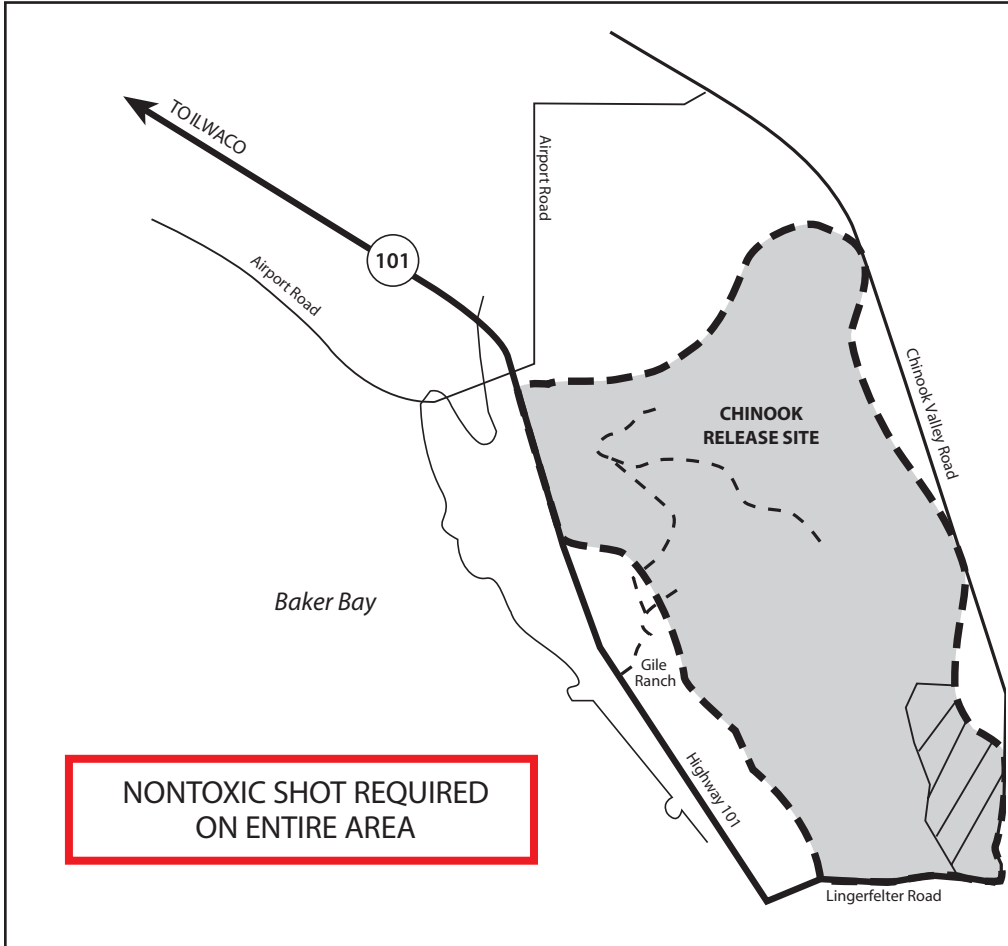 TO ILWACO
Airport Road
101
Airport Road
Chinook Valley Road
CHINOOK
RELEASE SITE
Baker Bay
Gile
Ranch
Highway 101
NONTOXIC SHOT REQUIRED
ON ENTIRE AREA
Lingerfelter Road